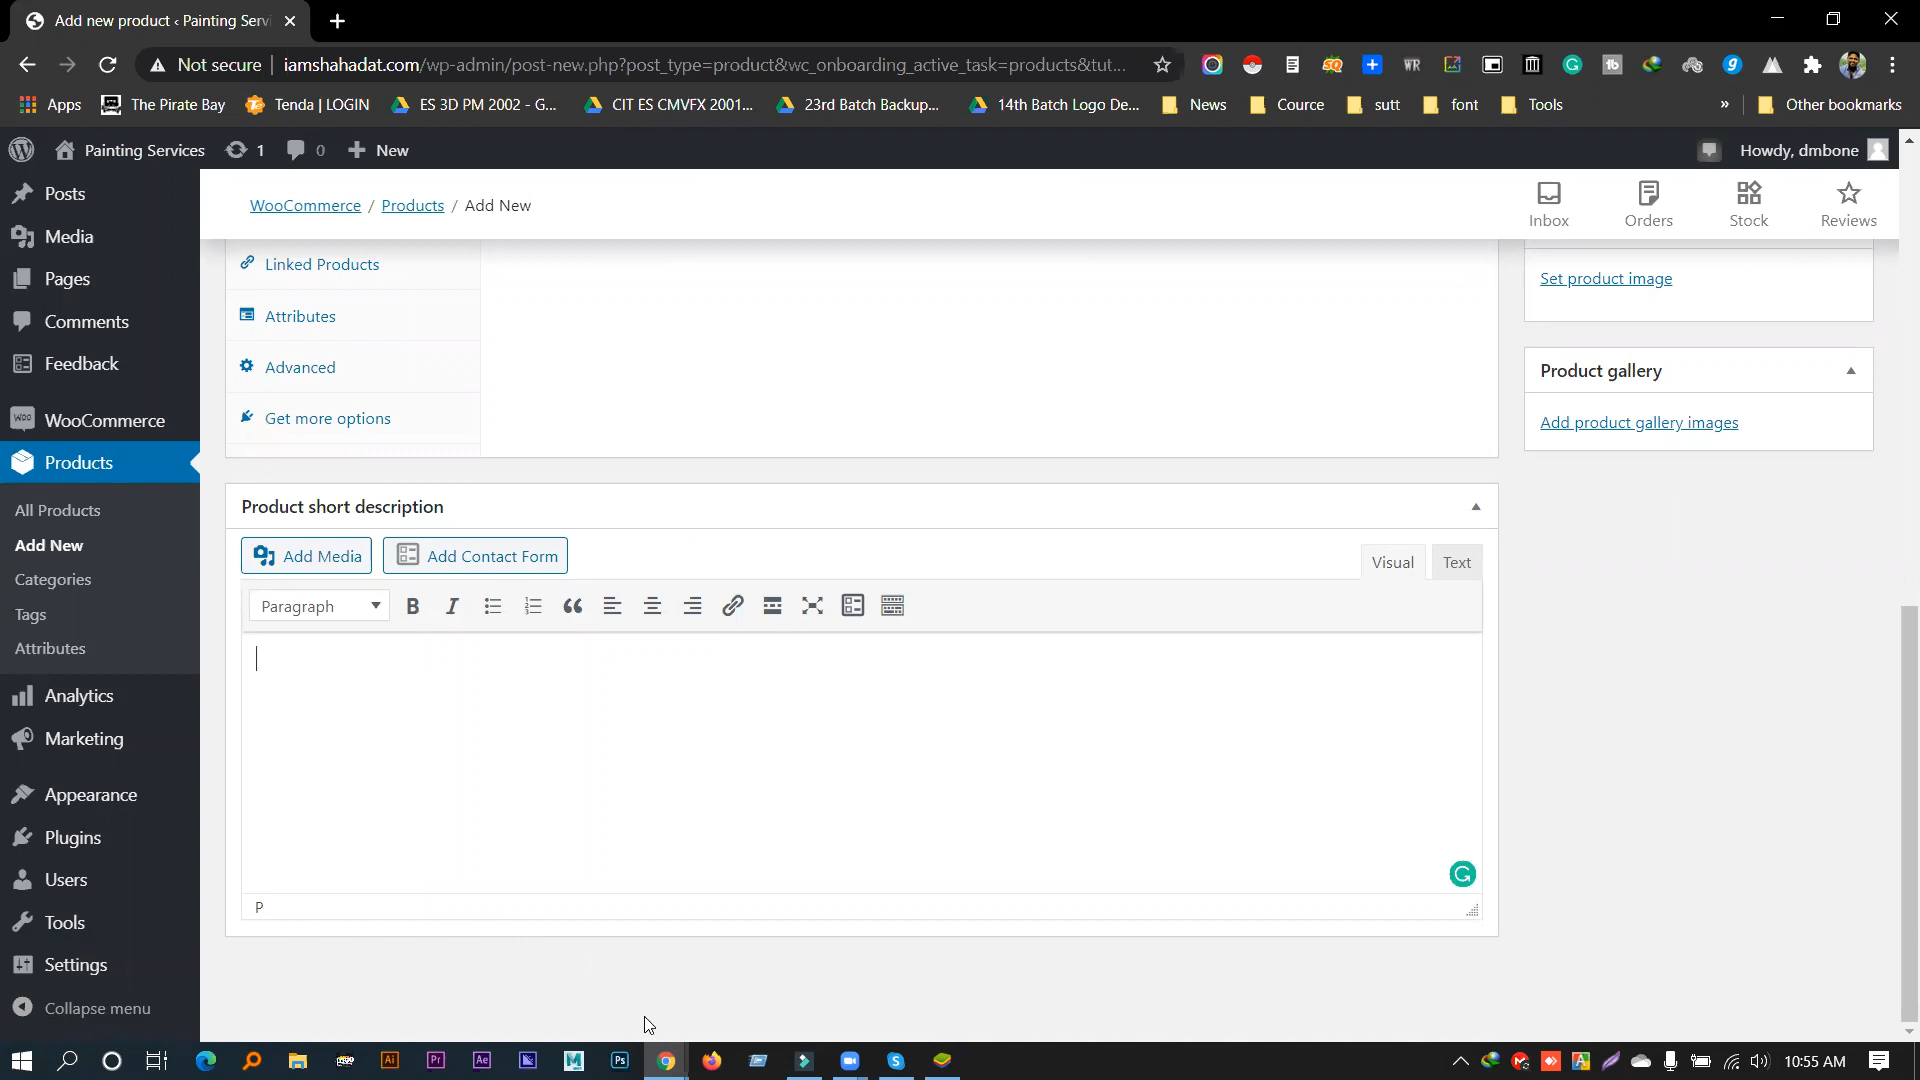 Add new product ‹ Painting Servi
Not secure
iamshahadat.com/wp-admin/post-new.php?post_type=product&wc_onboarding_active_task=products&tut...
Apps
The Pirate Bay
Tenda | LOGIN
ES 3D PM 2002 - G...
CIT ES CMVFX 2001...
23rd Batch Backup...
14th Batch Logo De...
News
Cource
sutt
font
Tools
»
Other bookmarks
Painting Services
1
0
New
Howdy, dmbone
Posts
Media
Pages
Comments
Feedback
WooCommerce
Products
All Products
Add New
Categories
Tags
Attributes
Analytics
Marketing
Appearance
Plugins
Users
Tools
Settings
Collapse menu
WooCommerce / Products / Add New
Inbox
Orders
Stock
Reviews
Linked Products
Attributes
Advanced
Get more options
Set product image
Product gallery
Add product gallery images
Product short description
Add Media
Add Contact Form
Visual
Text
Paragraph
B
I
P
10:55 AM